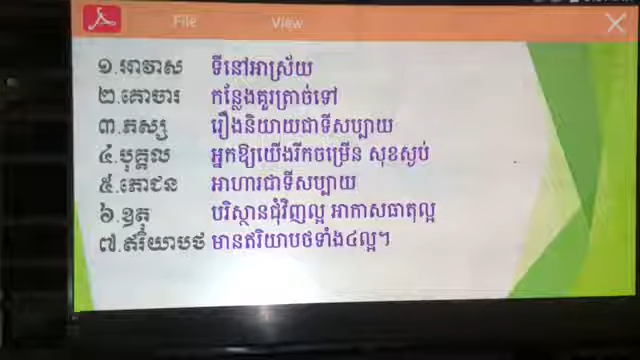 File View
១.អាវាស ទីនៅអាស្រ័យ
២.គោចារ កន្លែងគួរត្រាច់ទៅ
៣.ភស្ស រឿងនិយាយជាទីសប្បាយ
៤.បុគ្គល អ្នកឱ្យយើងរីកចម្រើន សុខស្ងប់
៥.ភោជន អាហារជាទីសប្បាយ
៦.ឧតុ បរិស្ថានជុំវិញល្អ អាកាសធាតុល្អ
៧.ឥរិយាបថ មានឥរិយាបថទាំង៤ល្អ។